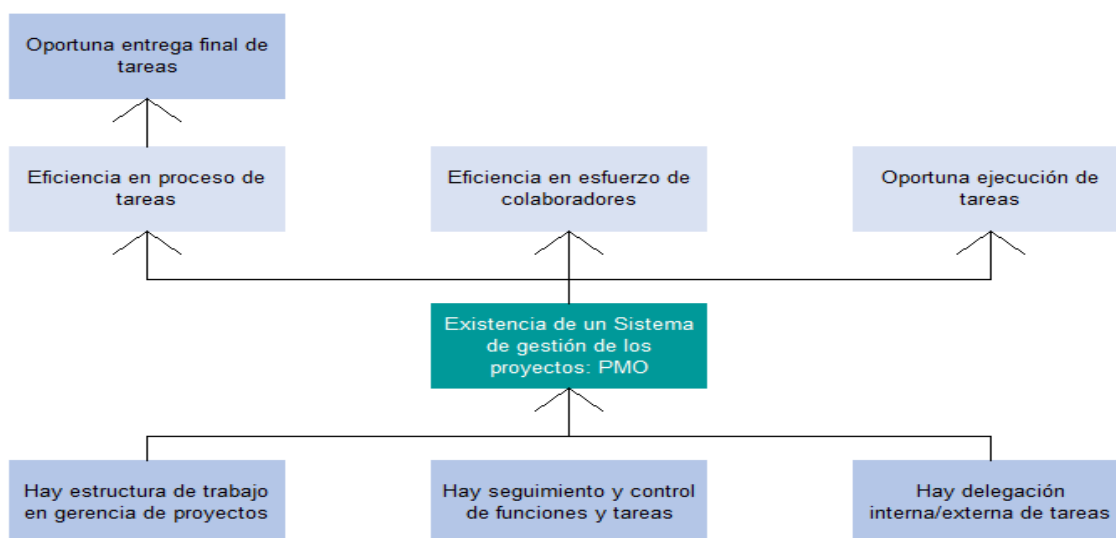 Oportuna entrega final de
tareas
Eficiencia en proceso de
tareas
Eficiencia en esfuerzo de
colaboradores
Oportuna ejecución de
tareas
Existencia de un Sistema
de gestión de los
proyectos: PMO
Hay estructura de trabajo
en gerencia de proyectos
Hay seguimiento y control
de funciones y tareas
Hay delegación
interna/externa de tareas